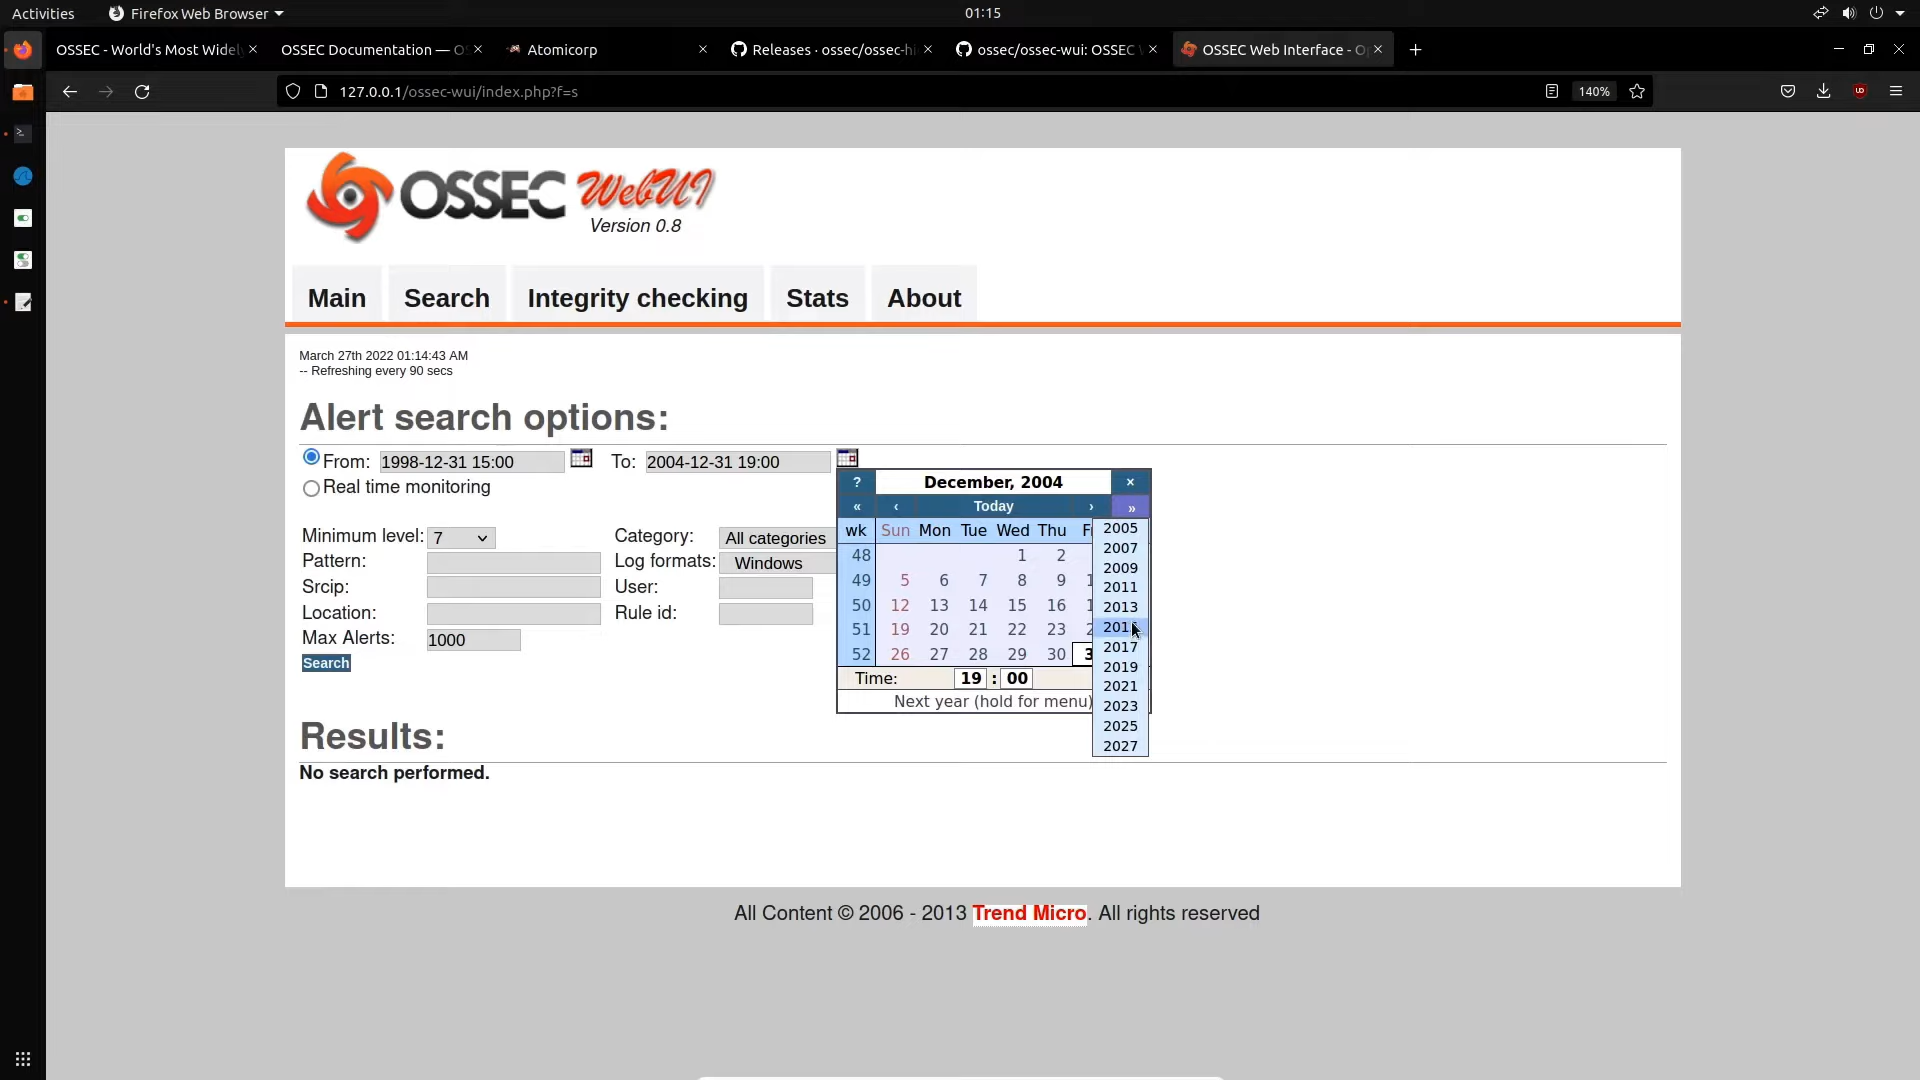 Activities Firefox Web Browser 01:15
OSSEC - World's Most Widel OSSEC Documentation — O Atomicorp Releases · ossec/ossec-hi ossec/ossec-wui: OSSEC OSSEC Web Interface - O
127.0.0.1/ossec-wui/index.php?f=s 140%
OSSEC WebUI
Version 0.8
Main Search Integrity checking Stats About
March 27th 2022 01:14:43 AM
-- Refreshing every 90 secs
Alert search options:
From: 1998-12-31 15:00 To: 2004-12-31 19:00
Real time monitoring
Minimum level: 7 Category: All categories
Pattern: Log formats: Windows
Srcip: User:
Location: Rule id:
Max Alerts: 1000
Search
? December, 2004 ×
« ‹ Today › »
wk Sun Mon Tue Wed Thu
48 1 2
49 5 6 7 8 9
50 12 13 14 15 16
51 19 20 21 22 23
52 26 27 28 29 30
Time: 19 : 00
Next year (hold for menu)
2005
2007
2009
2011
2013
2017
2019
2021
2023
2025
2027
Results:
No search performed.
All Content © 2006 - 2013 Trend Micro. All rights reserved